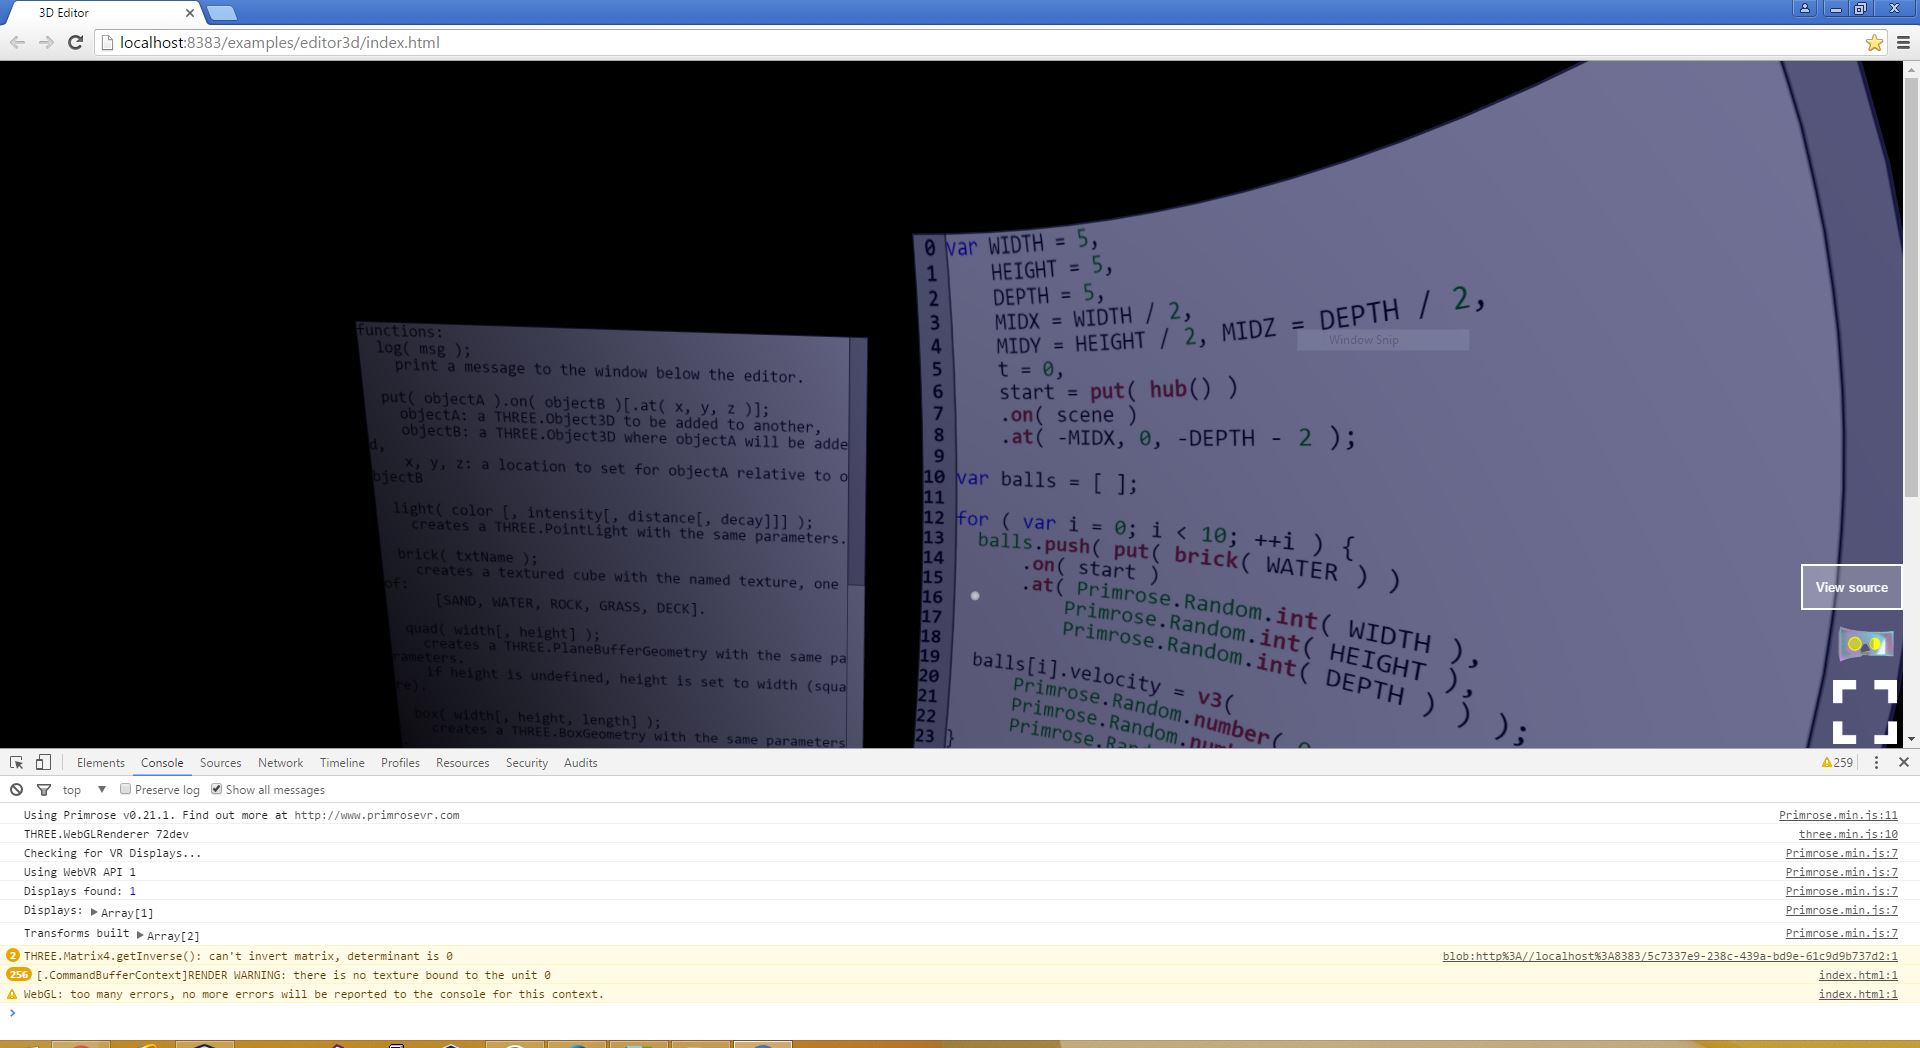 3D Editor
localhost:8383/examples/editor3d/index.html
functions:
log( msg );
print a message to the window below the editor.
put( objectA ).on( objectB )[.at( x, y, z )];
objectA: a THREE.Object3D to be added to another,
objectB: a THREE.Object3D where objectA will be adde
d,
x, y, z: a location to set for objectA relative to o
bjectB
light( color [, intensity[, distance[, decay]]] );
creates a THREE.PointLight with the same parameters.
brick( txtName );
creates a textured cube with the named texture, one
of:
[SAND, WATER, ROCK, GRASS, DECK].
quad( width[, height] );
creates a THREE.PlaneBufferGeometry with the same pa
rameters.
if height is undefined, height is set to width (squa
re).
box( width[, height, length] );
creates a THREE.BoxGeometry with the same parameters
0 var WIDTH = 5,
1 HEIGHT = 5,
2 DEPTH = 5,
3 MIDX = WIDTH / 2,
4 MIDY = HEIGHT / 2, MIDZ = DEPTH / 2,
5 t = 0,
6 start = put( hub() )
7 .on( scene )
8 .at( -MIDX, 0, -DEPTH - 2 );
9
10 var balls = [ ];
11
12 for ( var i = 0; i < 10; ++i ) {
13 balls.push( put( brick( WATER ) )
14 .on( start )
15 .at( Primrose.Random.int( WIDTH ),
16 Primrose.Random.int( HEIGHT ),
17 Primrose.Random.int( DEPTH ) ) );
18
19 balls[i].velocity = v3(
20 Primrose.Random.number( 0
21 Primrose.Random.num
22 Primrose.Ra
23 }
Window Snip
View source
Elements Console Sources Network Timeline Profiles Resources Security Audits 259
top Preserve log Show all messages
Using Primrose v0.21.1. Find out more at http://www.primrosevr.com Primrose.min.js:11
THREE.WebGLRenderer 72dev three.min.js:10
Checking for VR Displays... Primrose.min.js:7
Using WebVR API 1 Primrose.min.js:7
Displays found: 1 Primrose.min.js:7
Displays: Array[1] Primrose.min.js:7
Transforms built Array[2] Primrose.min.js:7
2 THREE.Matrix4.getInverse(): can't invert matrix, determinant is 0 blob:http%3A//localhost%3A8383/5c7337e9-238c-439a-bd9e-61c9d9b737d2:1
256 [.CommandBufferContext]RENDER WARNING: there is no texture bound to the unit 0 index.html:1
WebGL: too many errors, no more errors will be reported to the console for this context. index.html:1